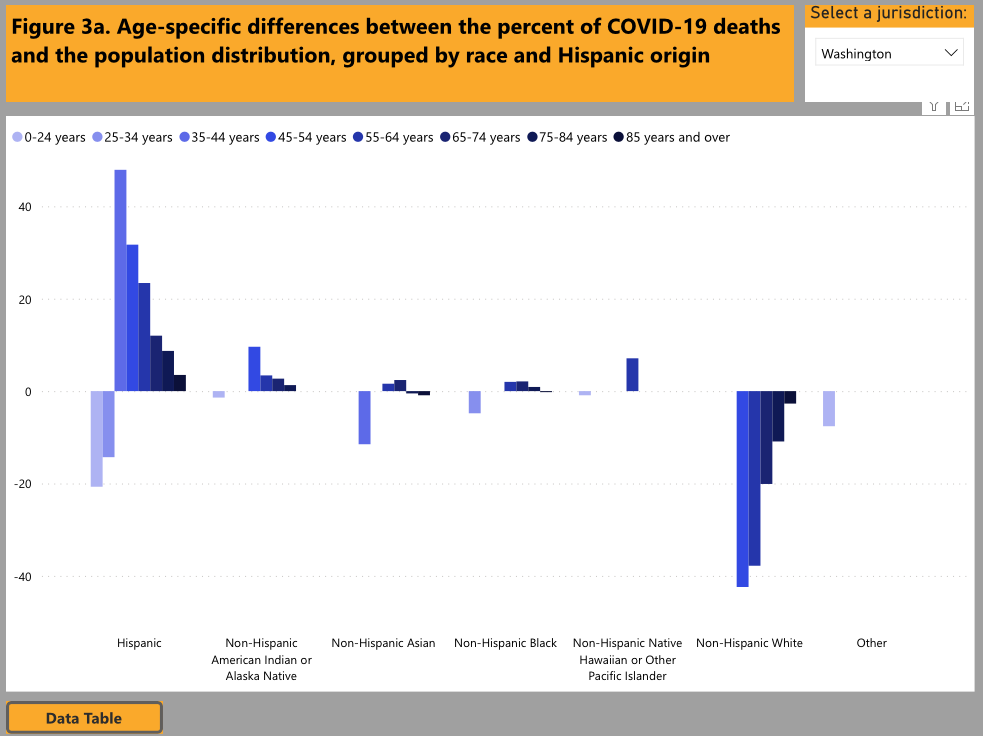 Figure 3a. Age-specific differences between the percent of COVID-19 deaths
and the population distribution, grouped by race and Hispanic origin
Select a jurisdiction:
Washington
0-24 years 25-34 years 35-44 years 45-54 years 55-64 years 65-74 years 75-84 years 85 years and over
40
20
0
-20
-40
Hispanic
Non-Hispanic
American Indian or
Alaska Native
Non-Hispanic Asian
Non-Hispanic Black
Non-Hispanic Native
Hawaiian or Other
Pacific Islander
Non-Hispanic White
Other
Data Table